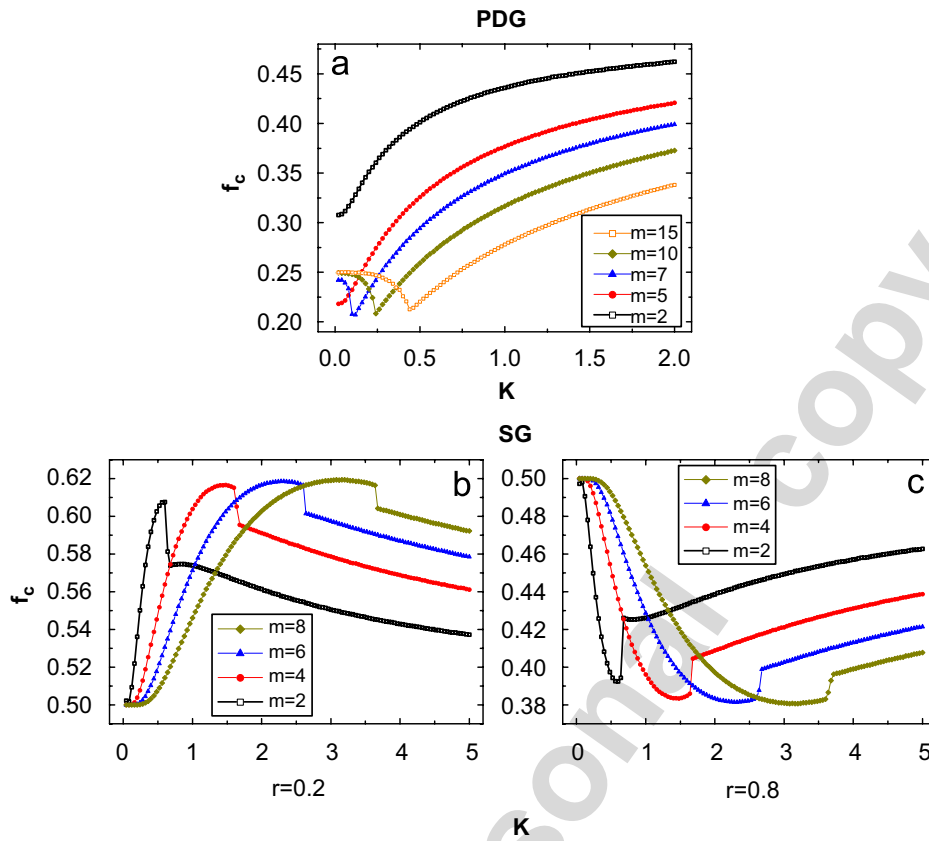 PDG
a
0.45
0.40
0.35
0.30
0.25
0.20
f_c
m=15
m=10
m=7
m=5
m=2
0.0 0.5 1.0 1.5 2.0
K
SG
b
0.62
0.60
0.58
0.56
0.54
0.52
0.50
f_c
m=8
m=6
m=4
m=2
0 1 2 3 4 5
r=0.2
c
0.50
0.48
0.46
0.44
0.42
0.40
0.38
m=8
m=6
m=4
m=2
0 1 2 3 4 5
r=0.8
K
sonal copy